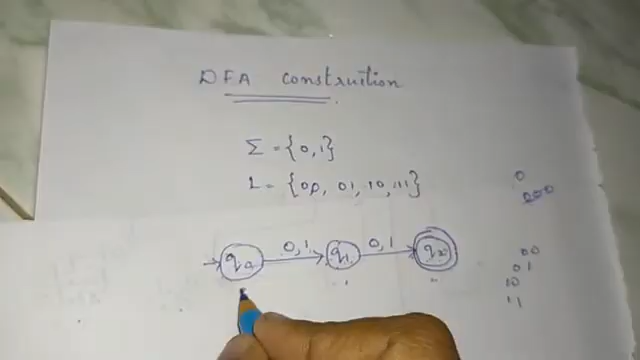 DFA construction
Σ = {0,1}
L = {00, 01, 10, 11}
0
000
q0 0,1 q1 0,1 q2
00
01
10
11